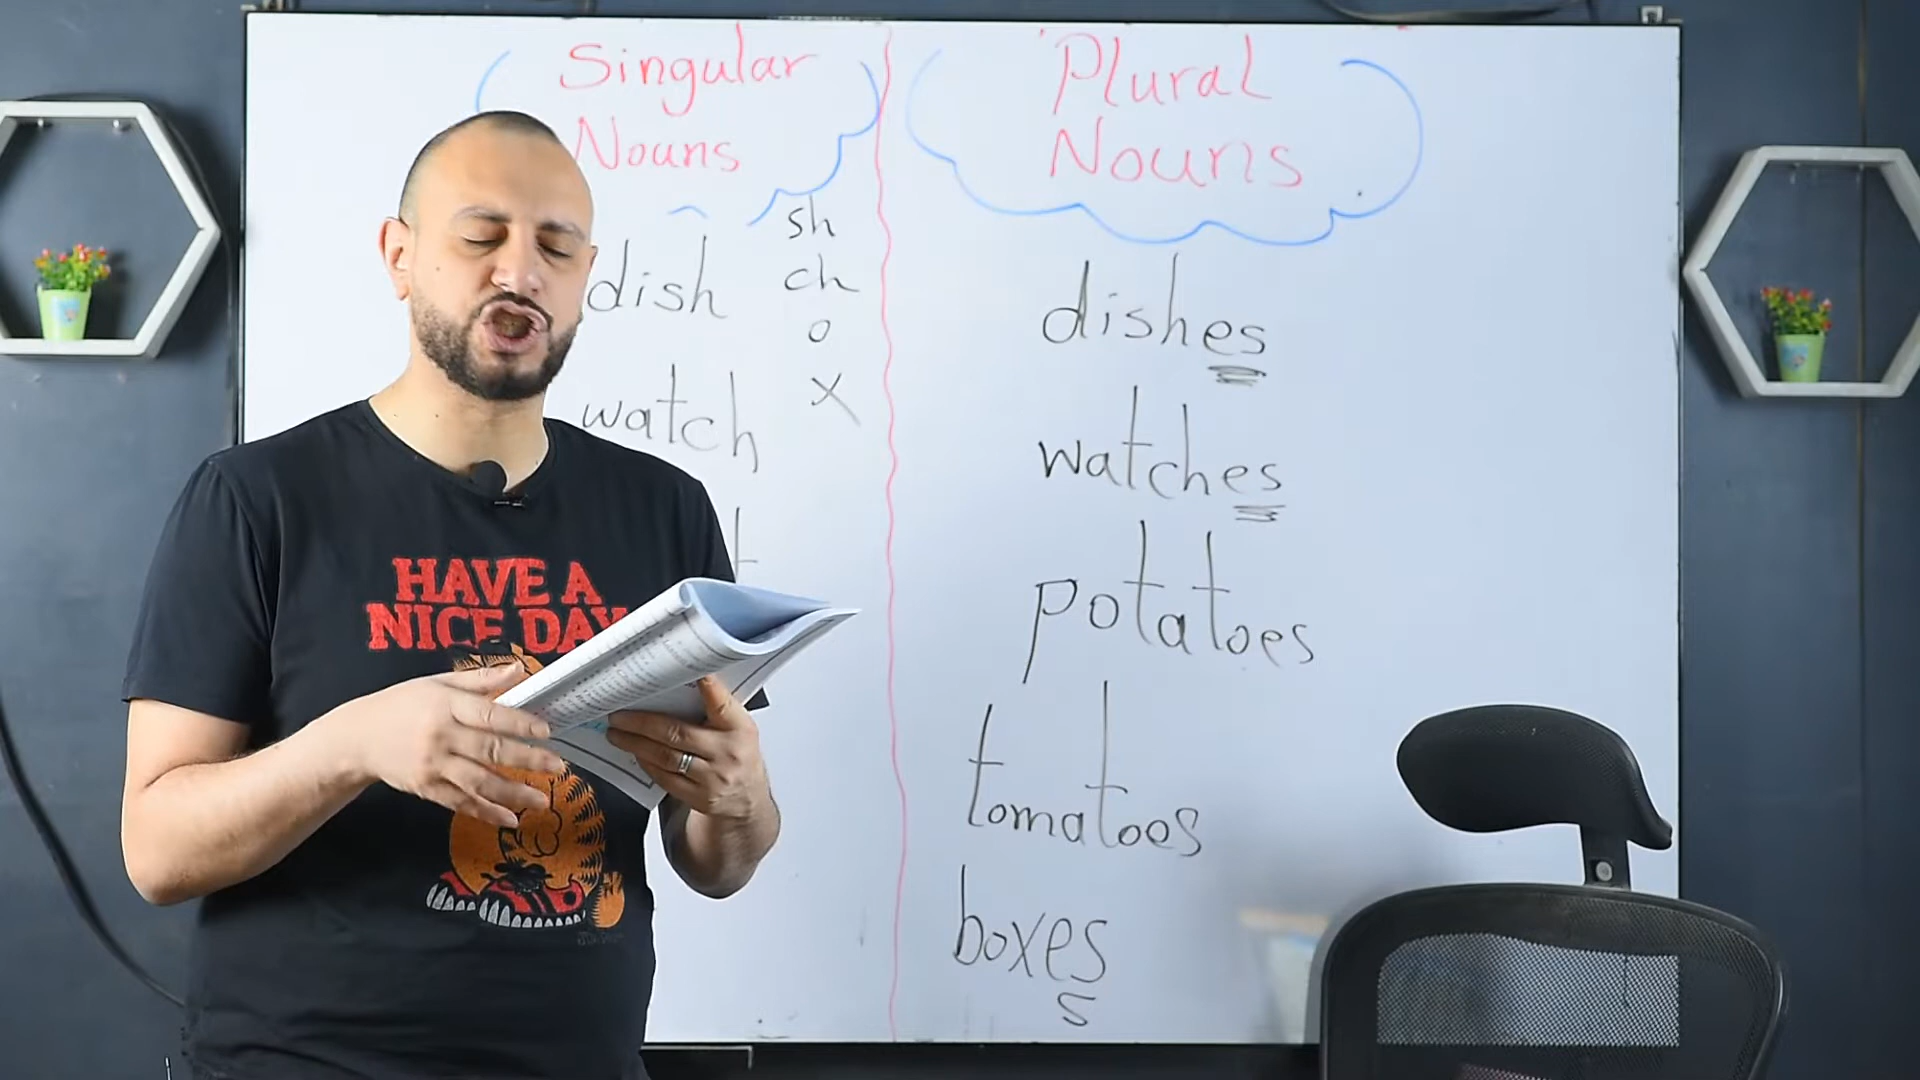 Singular
Nouns
sh
ch
o
x
dish
watch
Plural
Nouns
dishes
watches
potatoes
tomatoes
boxes
s
HAVE A
NICE DAY